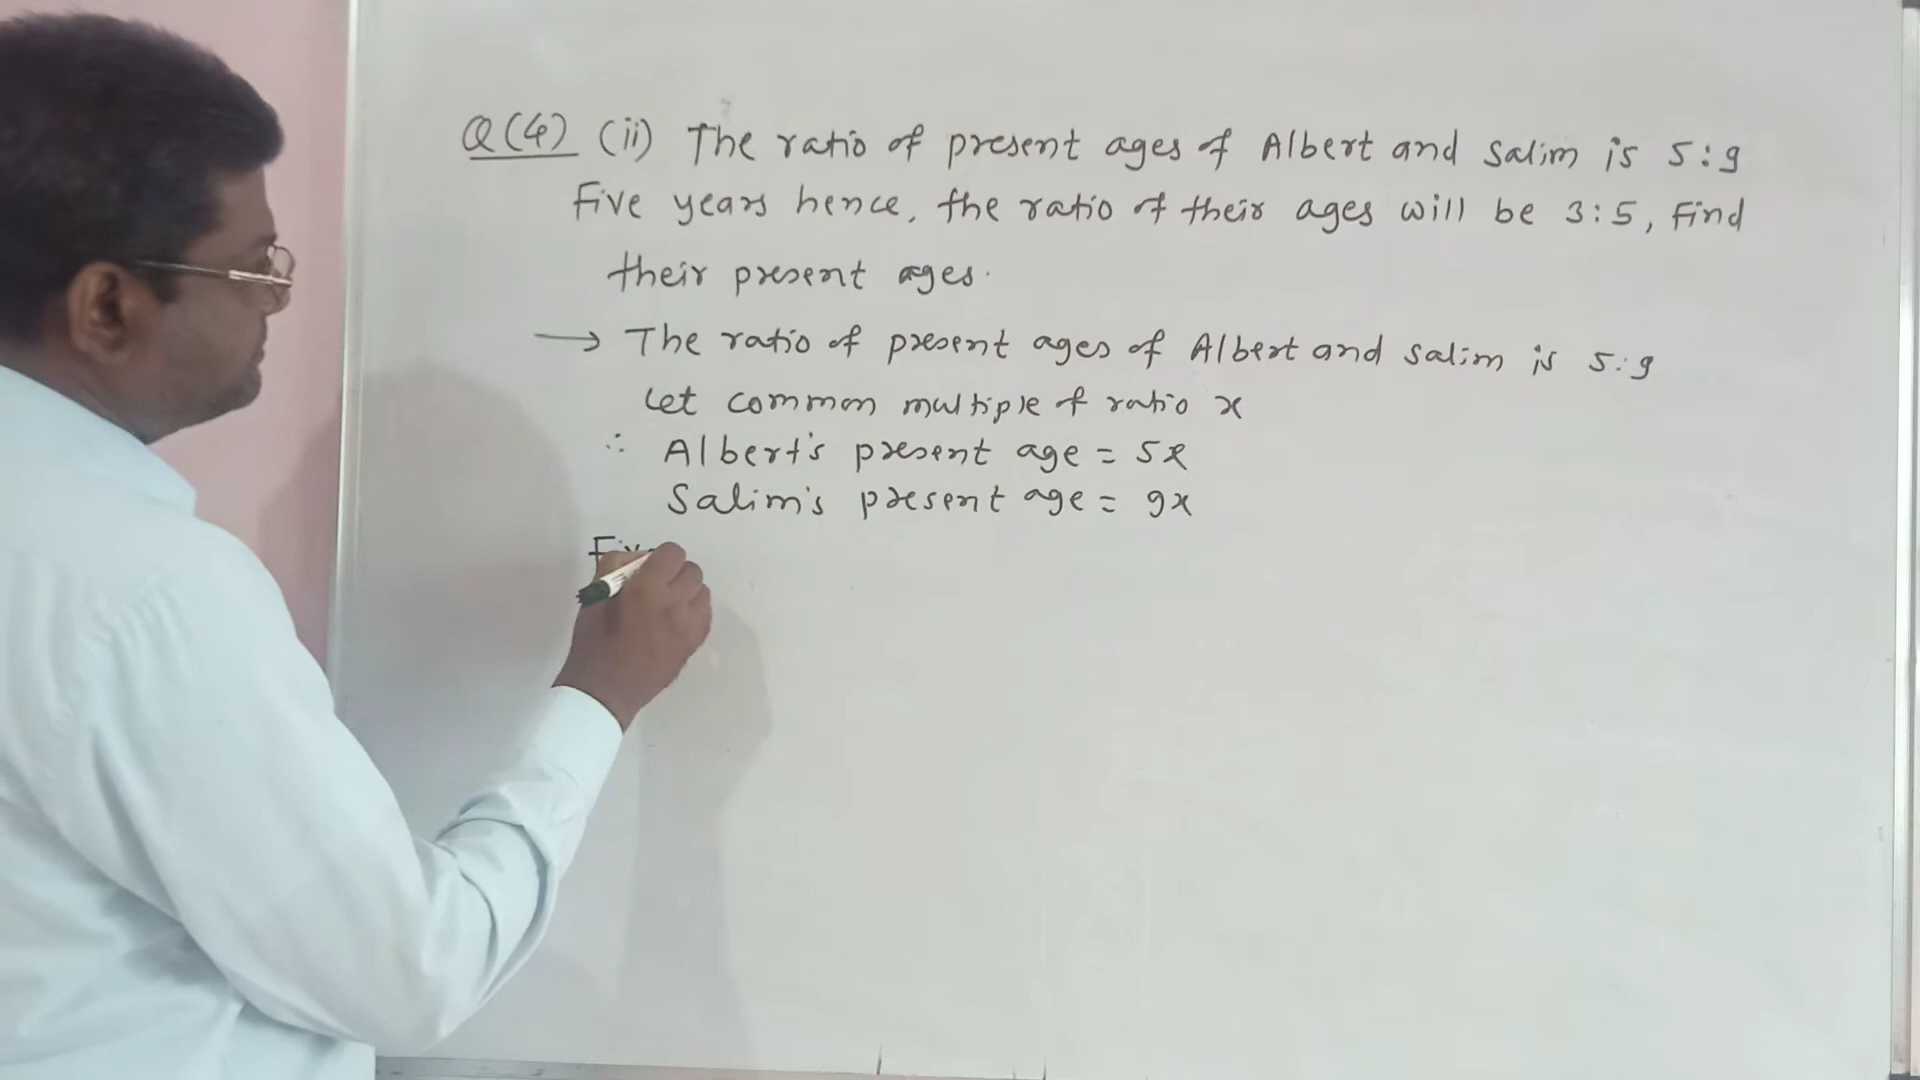 Q(4) (ii) The ratio of present ages of Albert and Salim is 5:9
Five years hence, the ratio of their ages will be 3:5, Find
their present ages.
→ The ratio of present ages of Albert and Salim is 5:9
Let common multiple of ratio x
∴ Albert's present age = 5x
Salim's present age = 9x